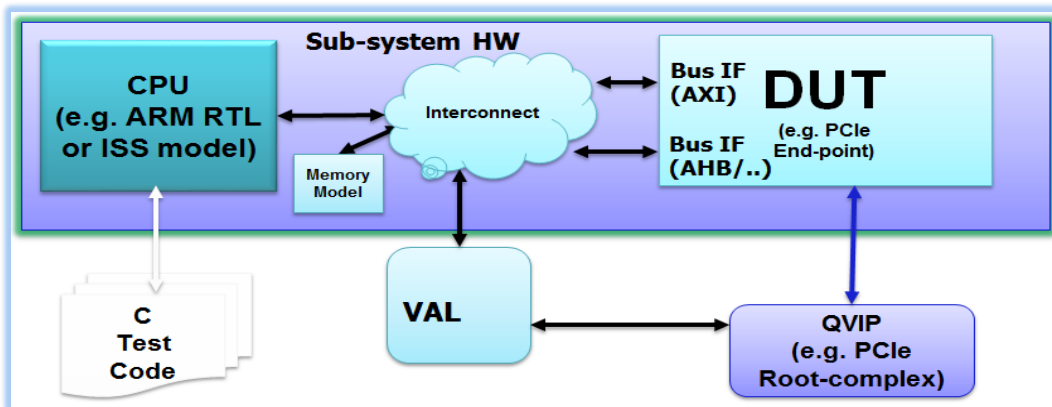 Sub-system HW
CPU
(e.g. ARM RTL
or ISS model)
Interconnect
Memory
Model
Bus IF
(AXI)
DUT
(e.g. PCIe
End-point)
Bus IF
(AHB/..)
C
Test
Code
VAL
QVIP
(e.g. PCIe
Root-complex)